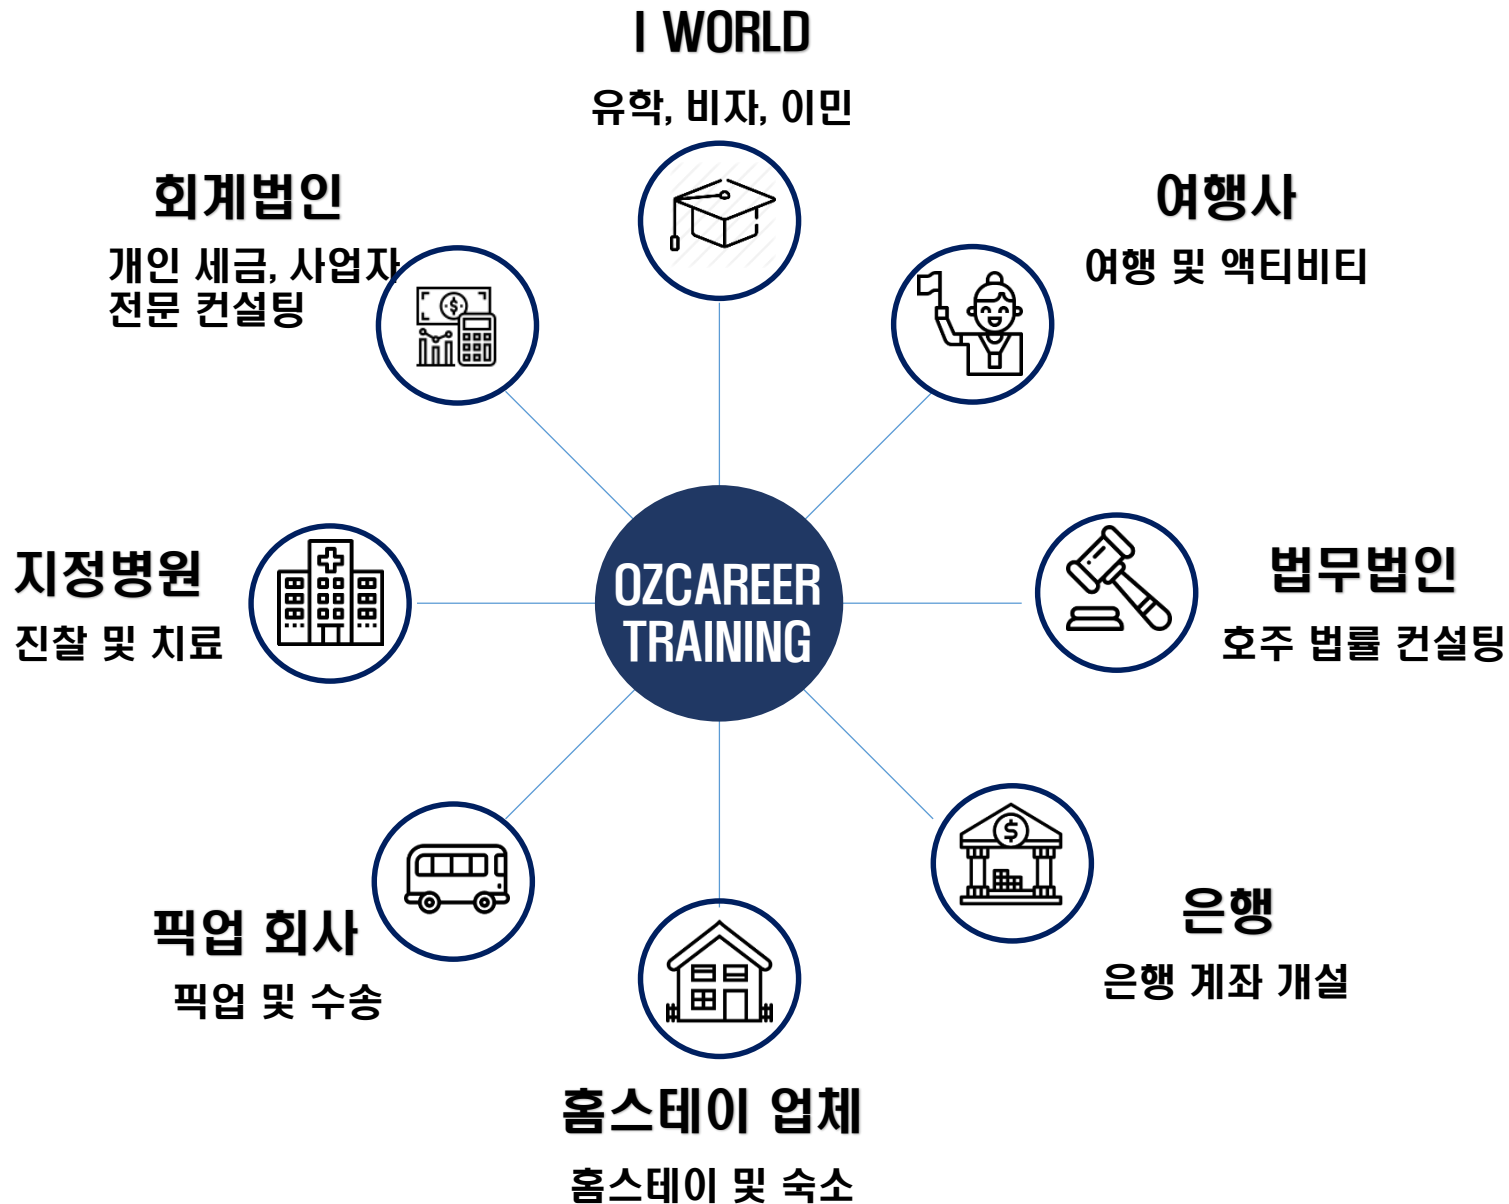 I WORLD
유학, 비자, 이민
회계법인
개인 세금, 사업자
전문 컨설팅
여행사
여행 및 액티비티
지정병원
진찰 및 치료
OZCAREER
TRAINING
법무법인
호주 법률 컨설팅
픽업 회사
픽업 및 수송
은행
은행 계좌 개설
홈스테이 업체
홈스테이 및 숙소